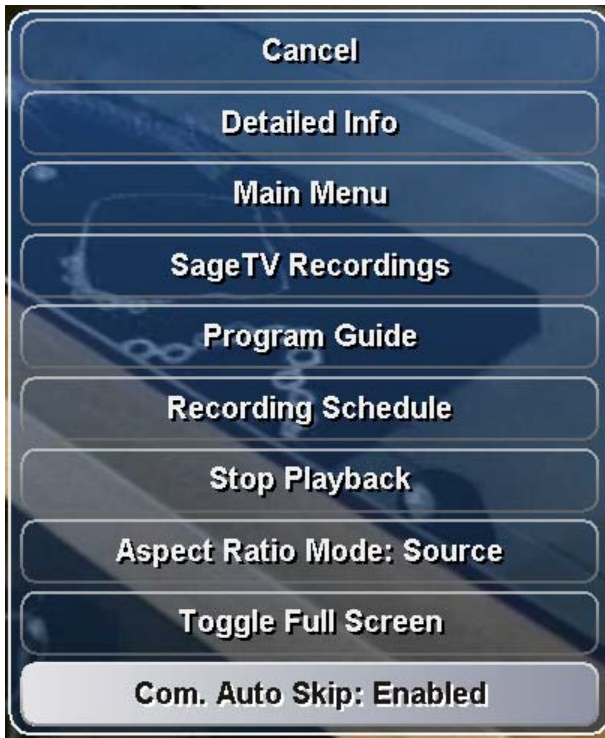 Cancel
Detailed Info
Main Menu
SageTV Recordings
Program Guide
Recording Schedule
Stop Playback
Aspect Ratio Mode: Source
Toggle Full Screen
Com. Auto Skip: Enabled